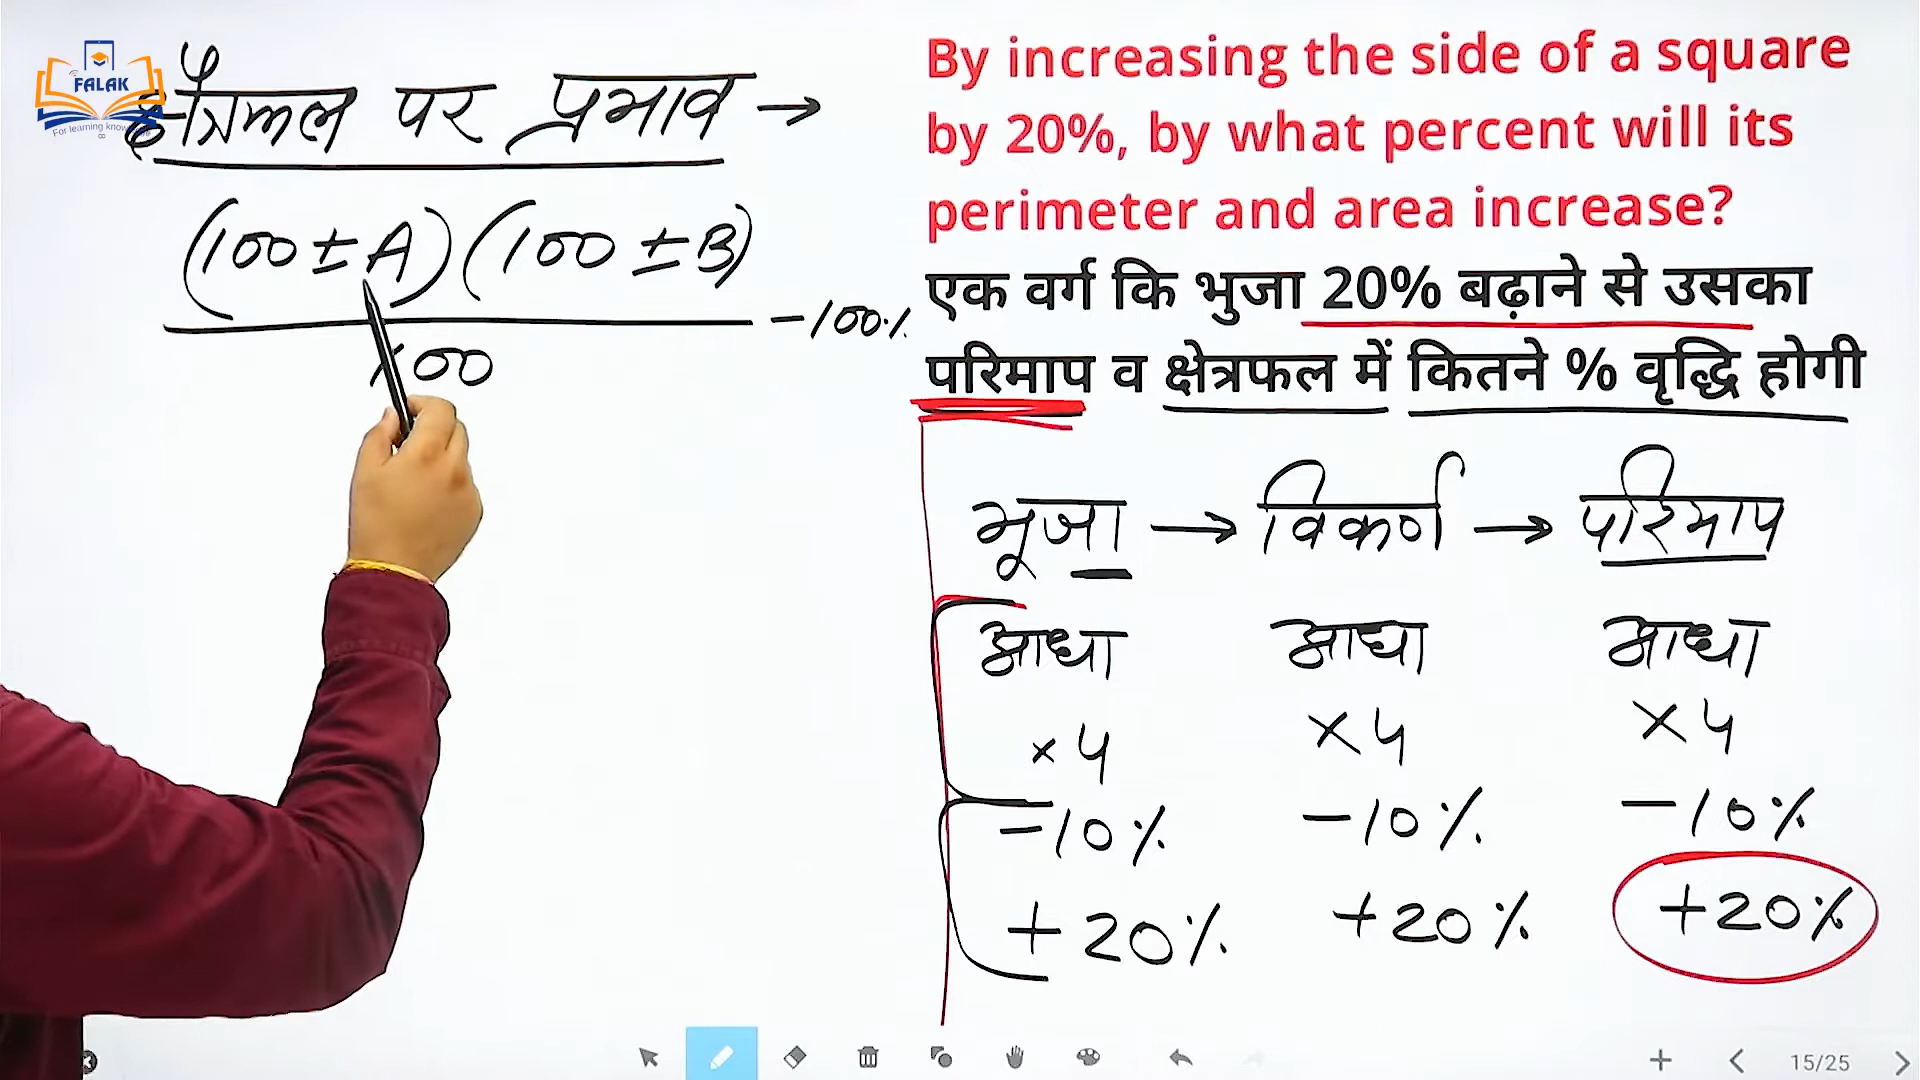 FALAK
For learning know
क्षेत्रफल पर प्रभाव →
(100 ± A) (100 ± B)
100
- 100%
By increasing the side of a square
by 20%, by what percent will its
perimeter and area increase?
एक वर्ग कि भुजा 20% बढ़ाने से उसका
परिमाप व क्षेत्रफल में कितने % वृद्धि होगी
भूजा → विकर्ण → परिमाप
आधा आधा आधा
×4 ×4 ×4
-10% -10% -10%
+20% +20% +20%
15/25